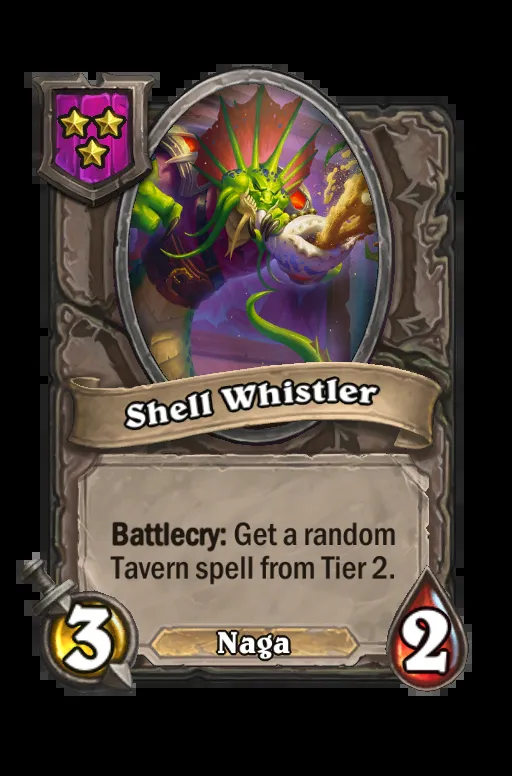 Shell Whistler
Battlecry: Get a random
Tavern spell from Tier 2.
3
Naga
2